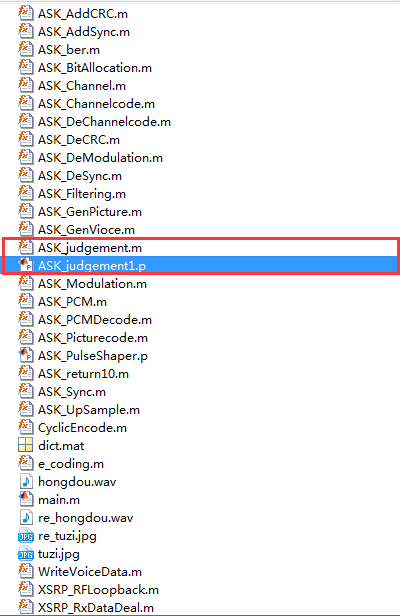 ASK_AddCRC.m
ASK_AddSync.m
ASK_ber.m
ASK_BitAllocation.m
ASK_Channel.m
ASK_Channelcode.m
ASK_DeChannelcode.m
ASK_DeCRC.m
ASK_DeModulation.m
ASK_DeSync.m
ASK_Filtering.m
ASK_GenPicture.m
ASK_GenVioce.m
ASK_judgement.m
ASK_judgement1.p
ASK_Modulation.m
ASK_PCM.m
ASK_PCMDecode.m
ASK_Picturecode.m
ASK_PulseShaper.p
ASK_return10.m
ASK_Sync.m
ASK_UpSample.m
CyclicEncode.m
dict.mat
e_coding.m
hongdou.wav
main.m
re_hongdou.wav
re_tuzi.jpg
tuzi.jpg
WriteVoiceData.m
XSRP_RFLoopback.m
XSRP_RxDataDeal.m